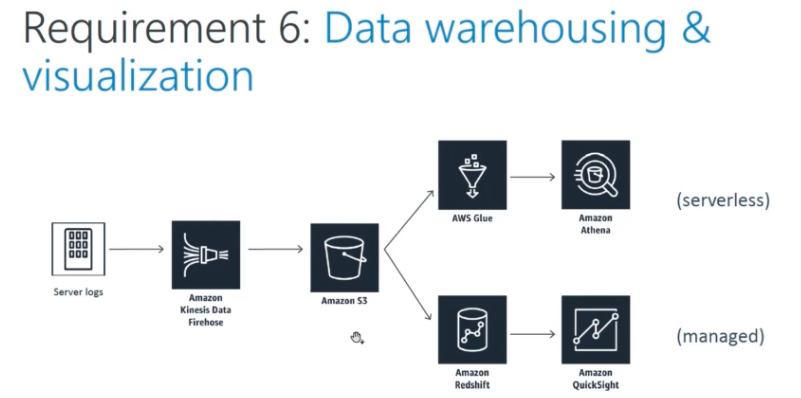 Requirement 6: Data warehousing &
visualization
Server logs
Amazon
Kinesis Data
Firehose
Amazon S3
AWS Glue
Amazon
Athena
(serverless)
Amazon
Redshift
Amazon
QuickSight
(managed)